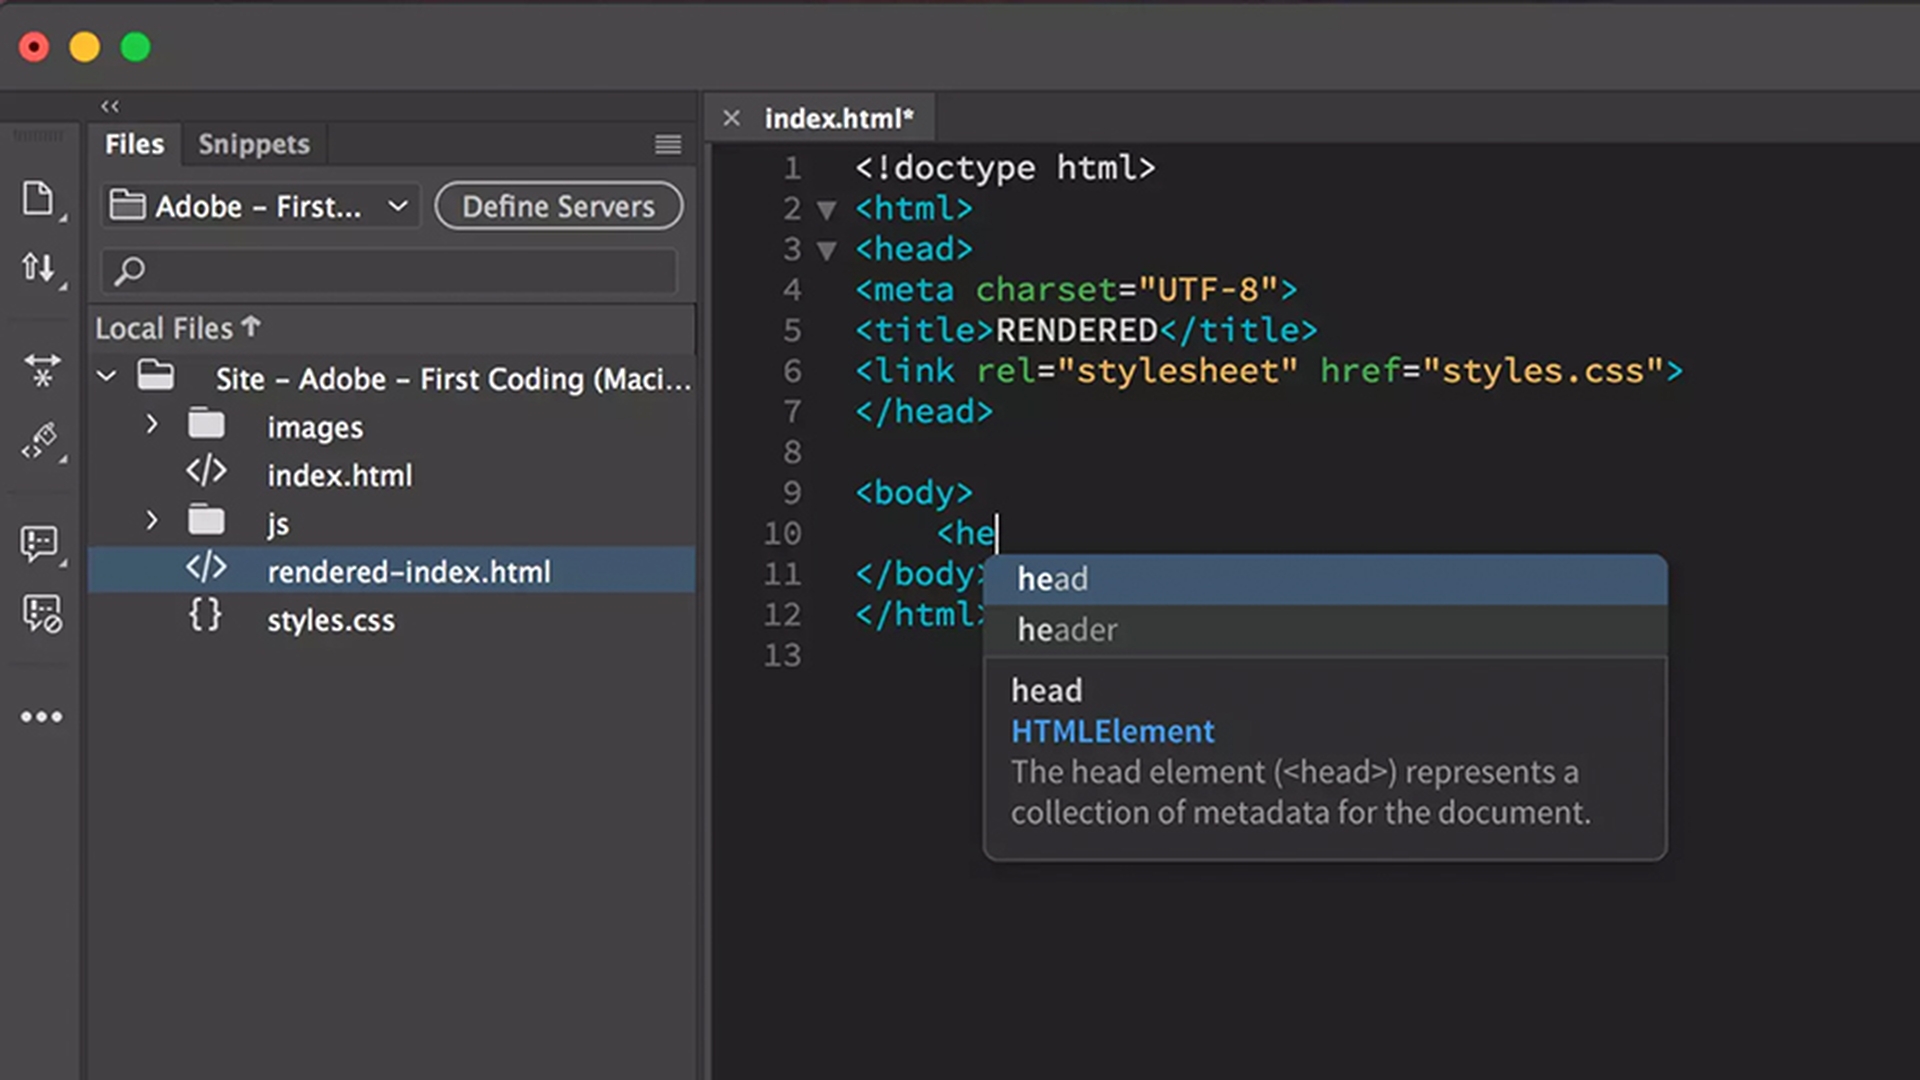 Files
Snippets
Adobe – First...
Define Servers
Local Files ↑
Site – Adobe – First Coding (Maci...
images
index.html
js
rendered-index.html
styles.css
index.html*
1 <!doctype html>
2 <html>
3 <head>
4 <meta charset="UTF-8">
5 <title>RENDERED</title>
6 <link rel="stylesheet" href="styles.css">
7 </head>
8
9 <body>
10 <he
11 </body>
12 </html>
13
head
header
head
HTMLElement
The head element (<head>) represents a
collection of metadata for the document.